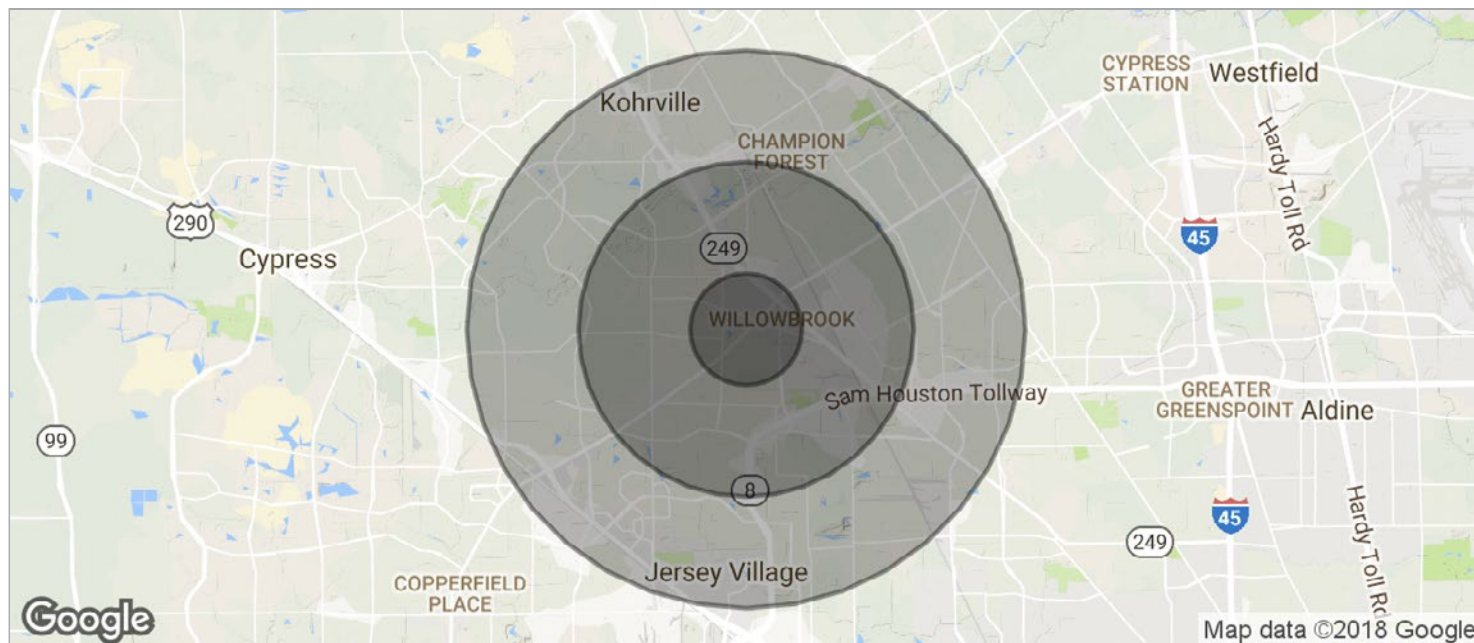 CYPRESS
STATION
Westfield
Kohrville
Hardy Toll Rd
CHAMPION
FOREST
290
249
45
Cypress
WILLOWBROOK
Sam Houston Tollway
GREATER
GREENSPOINT
Aldine
99
8
45
Hardy Toll Rd
249
Jersey Village
COPPERFIELD
PLACE
Google
Map data ©2018 Google